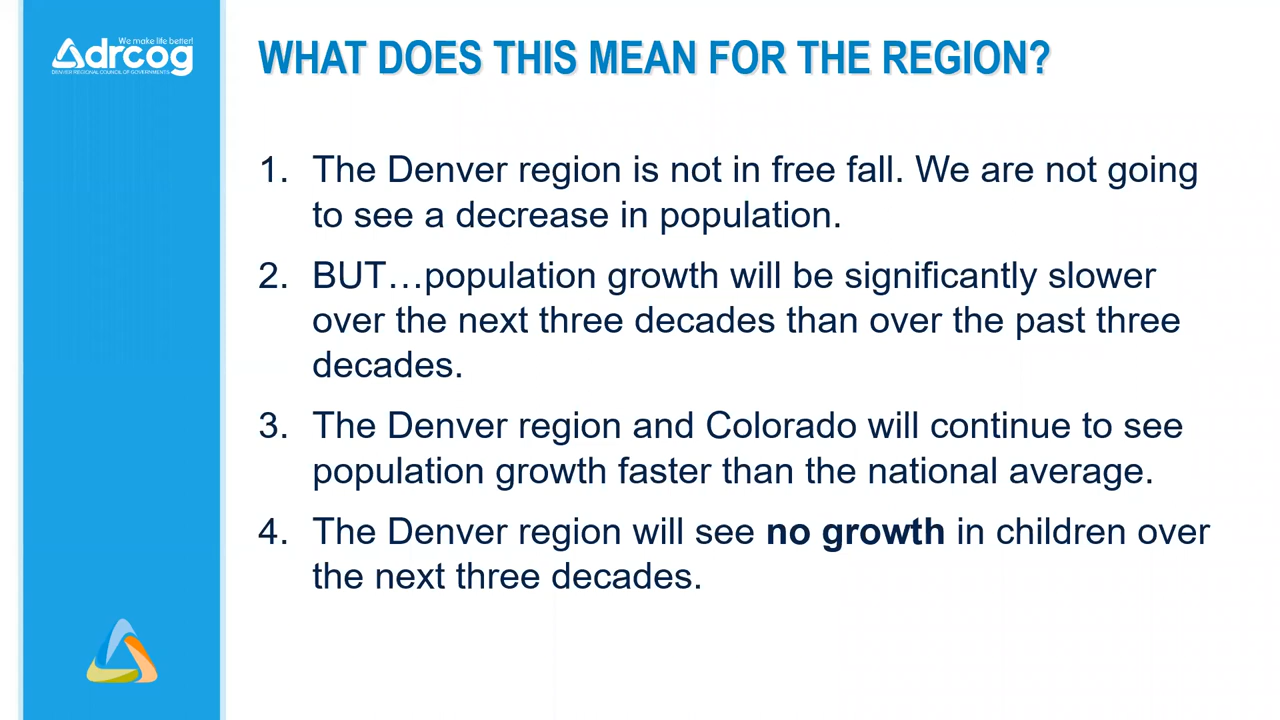 We make life better!
drcog
DENVER REGIONAL COUNCIL OF GOVERNMENTS
WHAT DOES THIS MEAN FOR THE REGION?
1. The Denver region is not in free fall. We are not going
to see a decrease in population.
2. BUT…population growth will be significantly slower
over the next three decades than over the past three
decades.
3. The Denver region and Colorado will continue to see
population growth faster than the national average.
4. The Denver region will see no growth in children over
the next three decades.